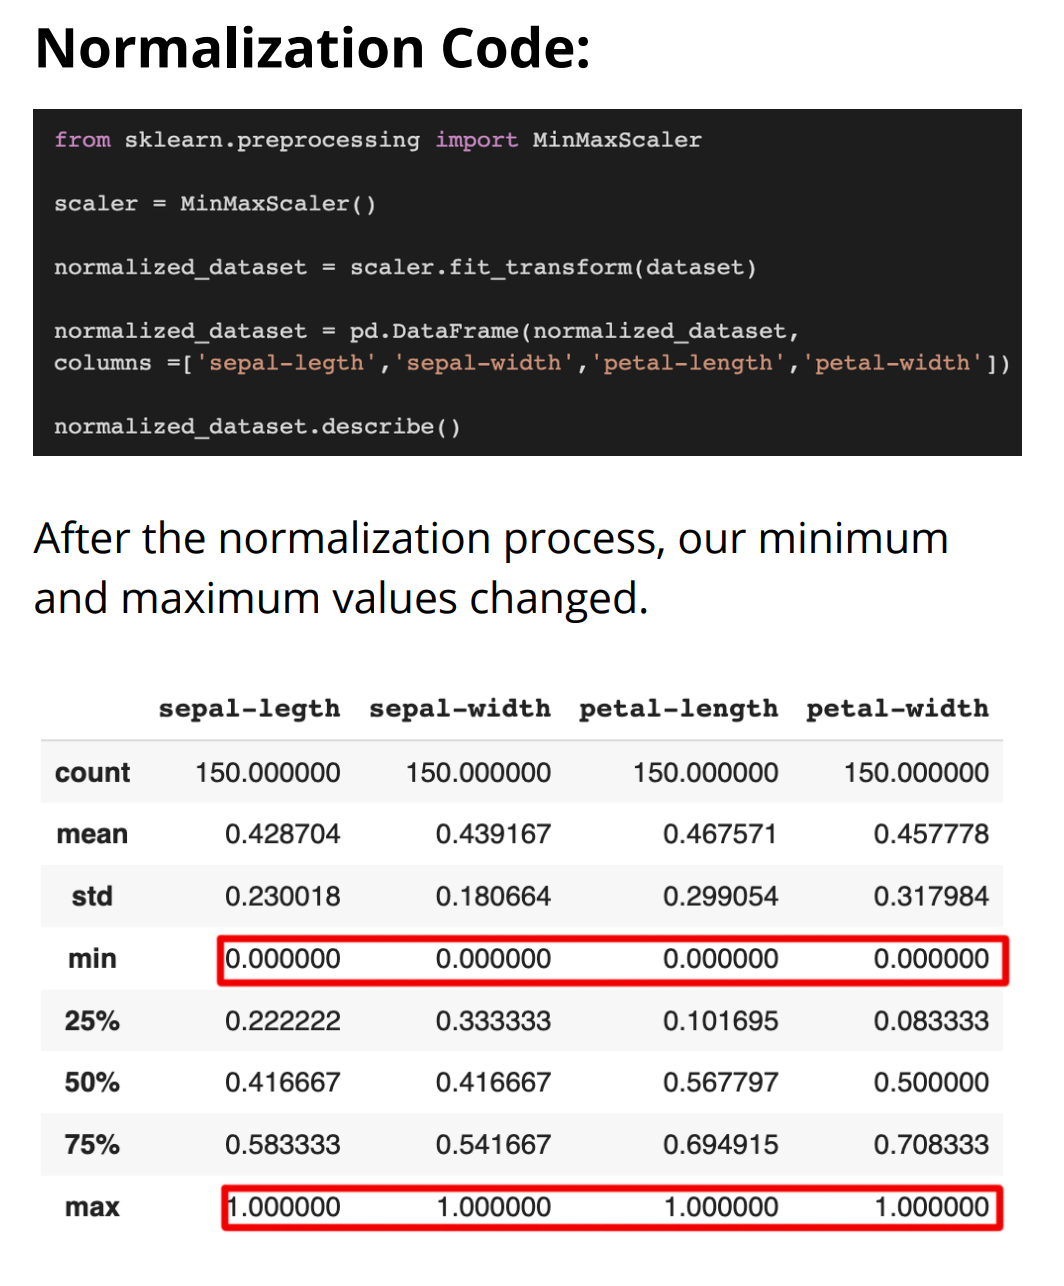 Normalization Code:
from sklearn.preprocessing import MinMaxScaler
scaler = MinMaxScaler()
normalized_dataset = scaler.fit_transform(dataset)
normalized_dataset = pd.DataFrame(normalized_dataset,
columns =['sepal-legth','sepal-width','petal-length','petal-width'])
normalized_dataset.describe()
After the normalization process, our minimum
and maximum values changed.
sepal-legth sepal-width petal-length petal-width
count 150.000000 150.000000 150.000000 150.000000
mean 0.428704 0.439167 0.467571 0.457778
std 0.230018 0.180664 0.299054 0.317984
min 0.000000 0.000000 0.000000 0.000000
25% 0.222222 0.333333 0.101695 0.083333
50% 0.416667 0.416667 0.567797 0.500000
75% 0.583333 0.541667 0.694915 0.708333
max 1.000000 1.000000 1.000000 1.000000